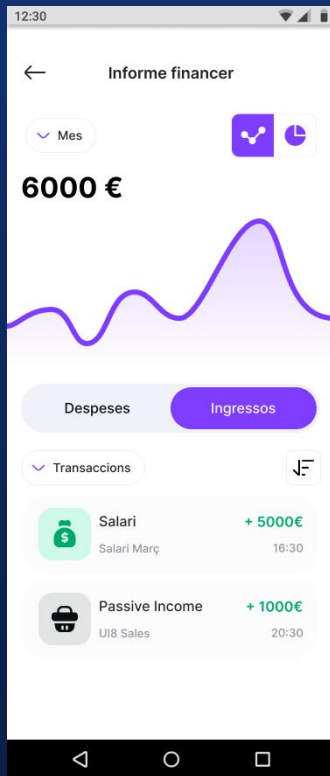 12:30
Informe financer
Mes
6000 €
Despeses
Ingressos
Transaccions
Salari
+ 5000€
Salari Març
16:30
Passive Income
+ 1000€
UI8 Sales
20:30